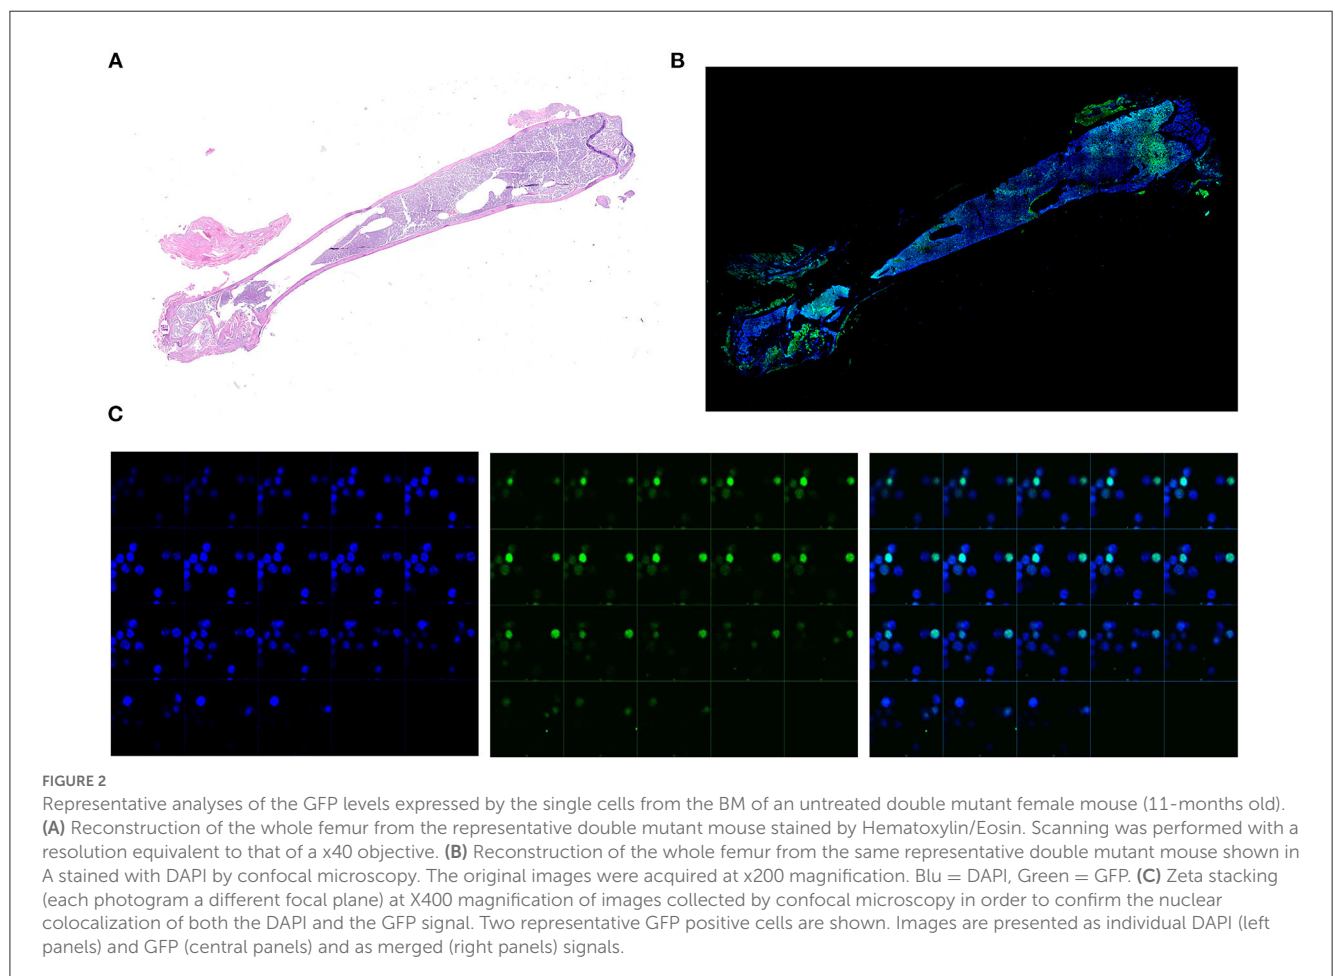 A
B
C
FIGURE 2
Representative analyses of the GFP levels expressed by the single cells from the BM of an untreated double mutant female mouse (11-months old).
(A) Reconstruction of the whole femur from the representative double mutant mouse stained by Hematoxylin/Eosin. Scanning was performed with a
resolution equivalent to that of a x40 objective. (B) Reconstruction of the whole femur from the same representative double mutant mouse shown in
A stained with DAPI by confocal microscopy. The original images were acquired at x200 magnification. Blue = DAPI, Green = GFP. (C) Zeta stacking
(each photogram a different focal plane) at X400 magnification of images collected by confocal microscopy in order to confirm the nuclear
colocalization of both the DAPI and the GFP signal. Two representative GFP positive cells are shown. Images are presented as individual DAPI (left
panels) and GFP (central panels) and as merged (right panels) signals.